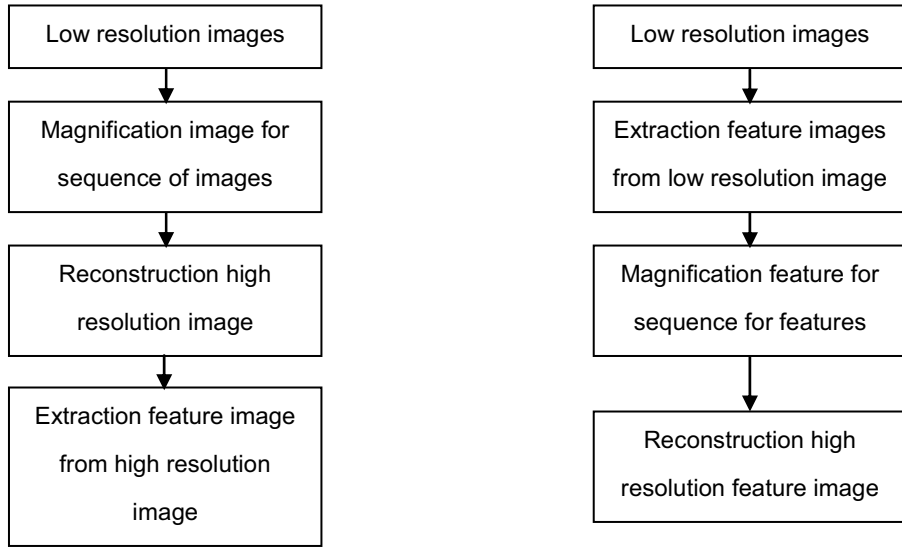 Low resolution images
Magnification image for
sequence of images
Reconstruction high
resolution image
Extraction feature image
from high resolution
image
Low resolution images
Extraction feature images
from low resolution image
Magnification feature for
sequence for features
Reconstruction high
resolution feature image